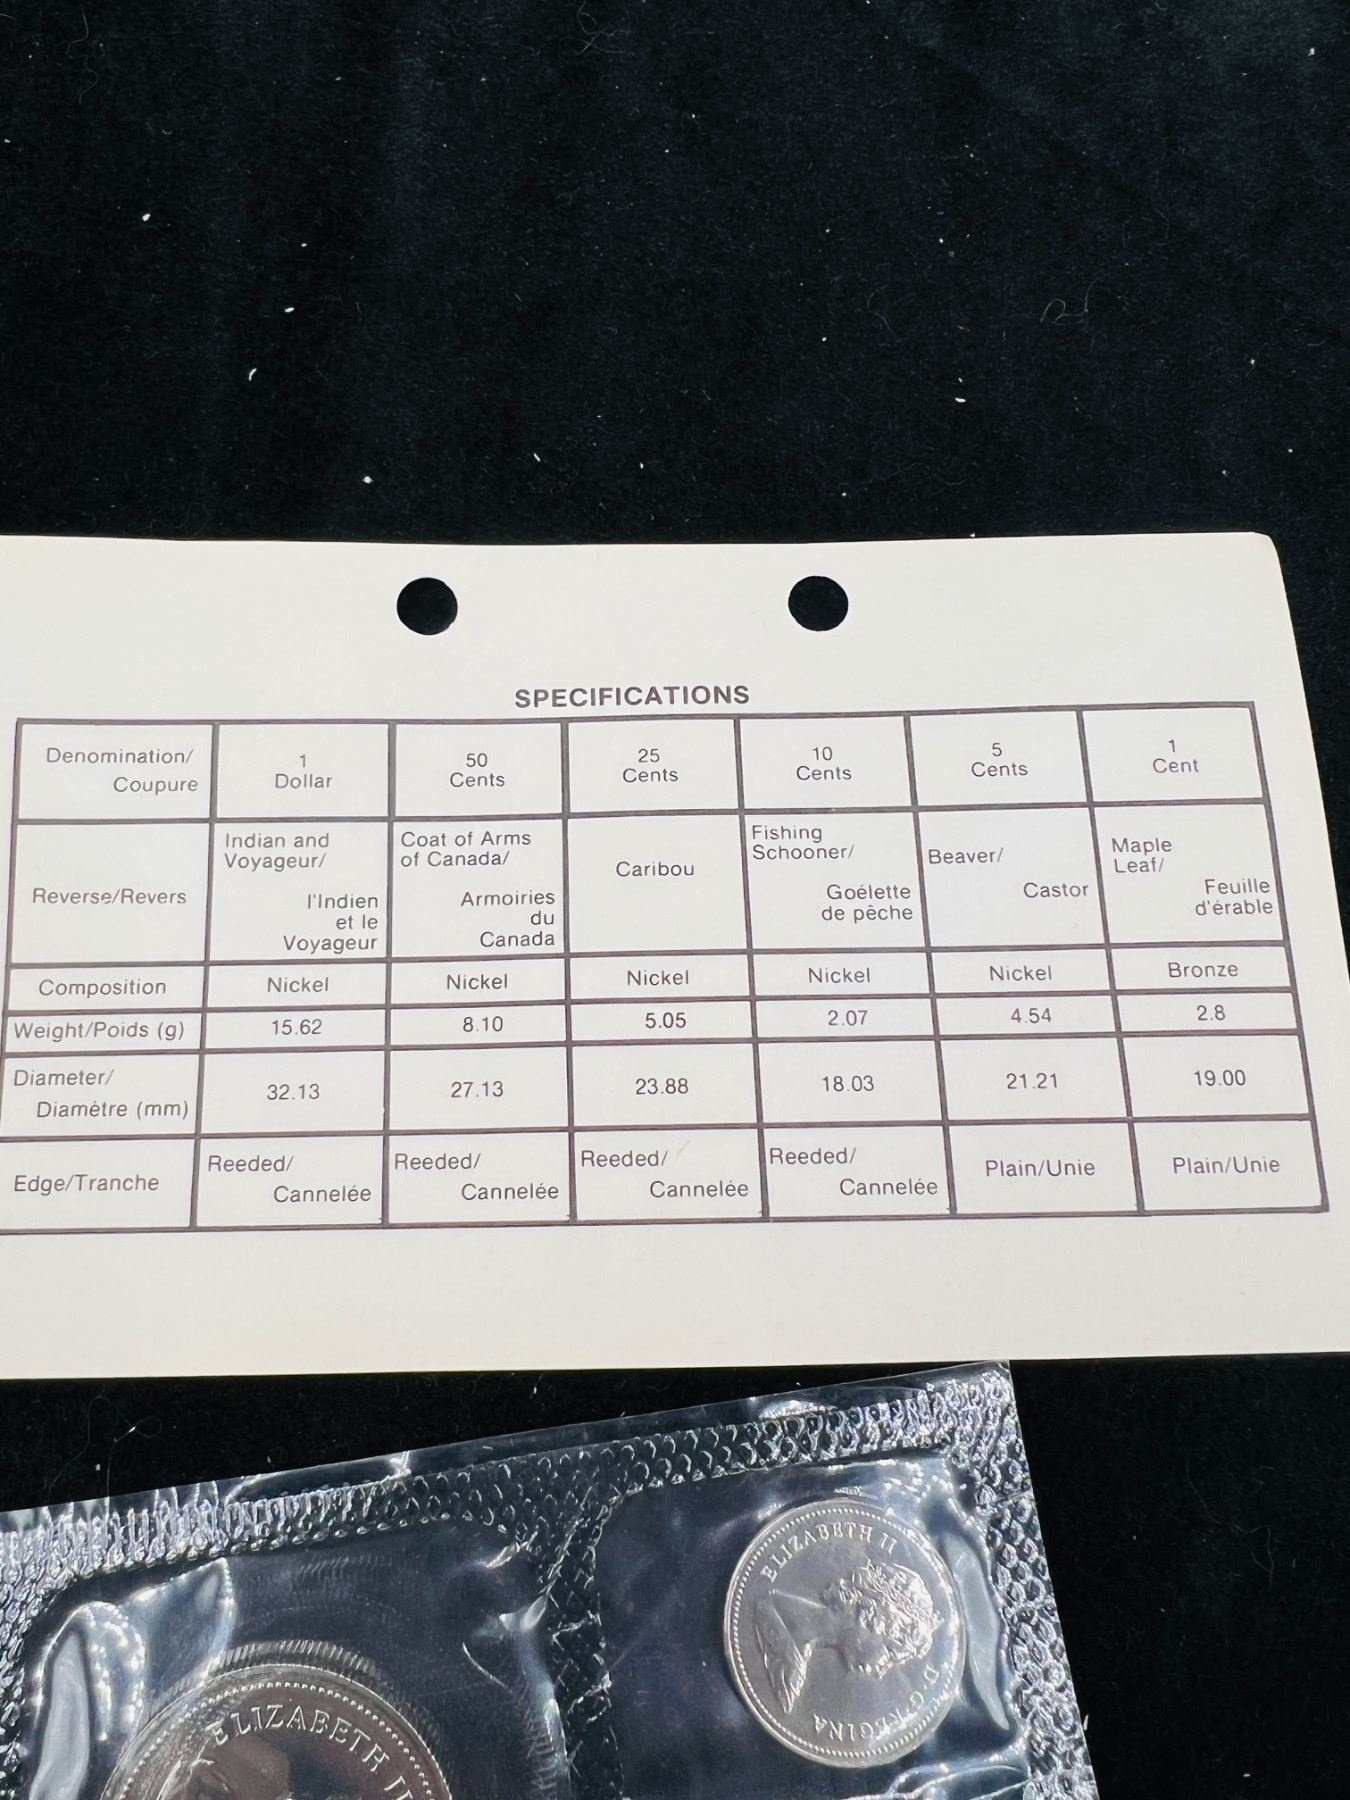 SPECIFICATIONS
Denomination/
Coupure
1
Dollar
50
Cents
25
Cents
10
Cents
5
Cents
1
Cent
Reverse/Revers
Indian and
Voyageur/
l'Indien
et le
Voyageur
Coat of Arms
of Canada/
Armoiries
du
Canada
Caribou
Fishing
Schooner/
Goélette
de pêche
Beaver/
Castor
Maple
Leaf/
Feuille
d'érable
Composition
Nickel
Nickel
Nickel
Nickel
Nickel
Bronze
Weight/Poids (g)
15.62
8.10
5.05
2.07
4.54
2.8
Diameter/
Diamètre (mm)
32.13
27.13
23.88
18.03
21.21
19.00
Edge/Tranche
Reeded/
Cannelée
Reeded/
Cannelée
Reeded/
Cannelée
Reeded/
Cannelée
Plain/Unie
Plain/Unie
ELIZABETH II
D·G·REGINA
ELIZABETH II